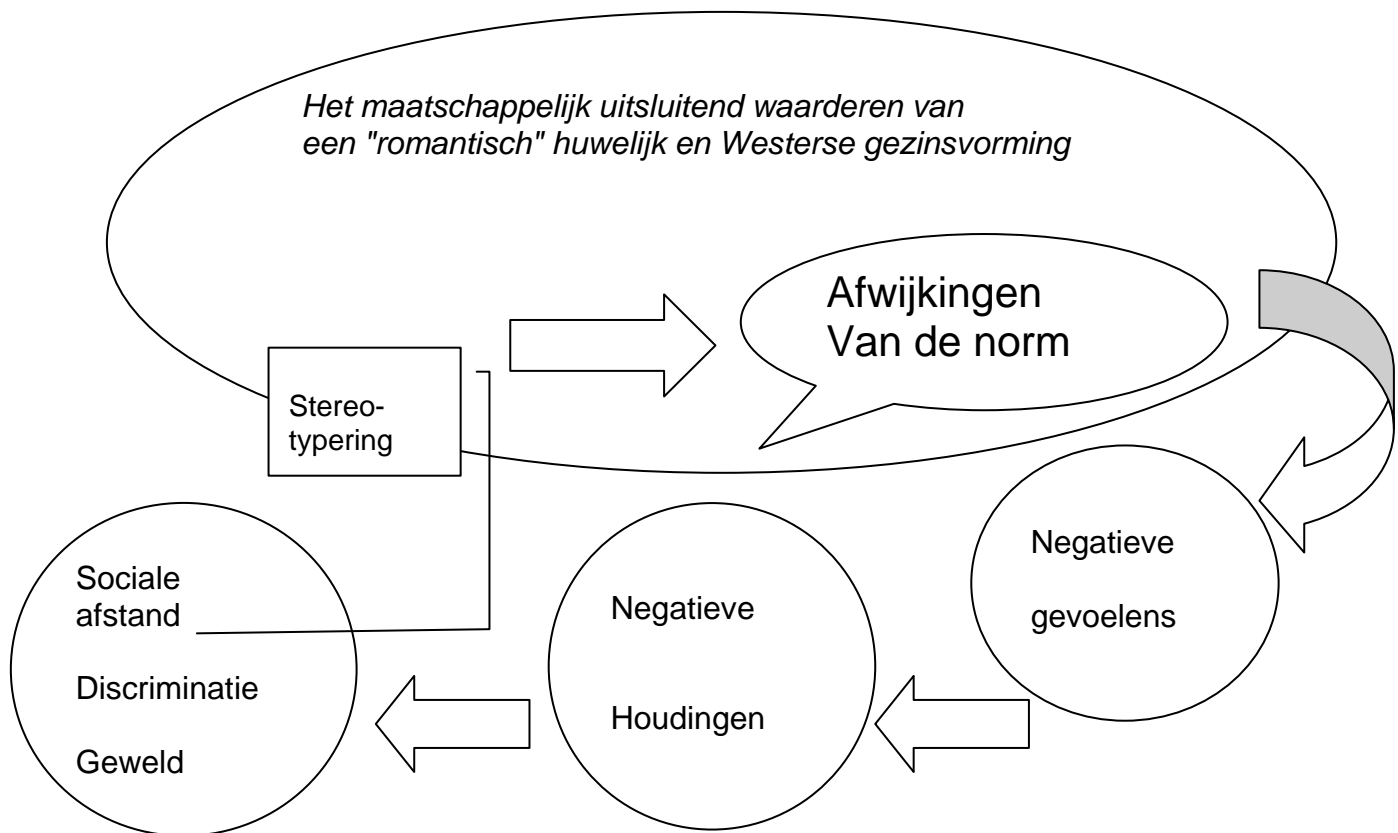 Het maatschappelijk uitsluitend waarderen van
een "romantisch" huwelijk en Westerse gezinsvorming
Afwijkingen
Van de norm
Stereo-
typering
Negatieve
gevoelens
Negatieve
Houdingen
Sociale
afstand
Discriminatie
Geweld